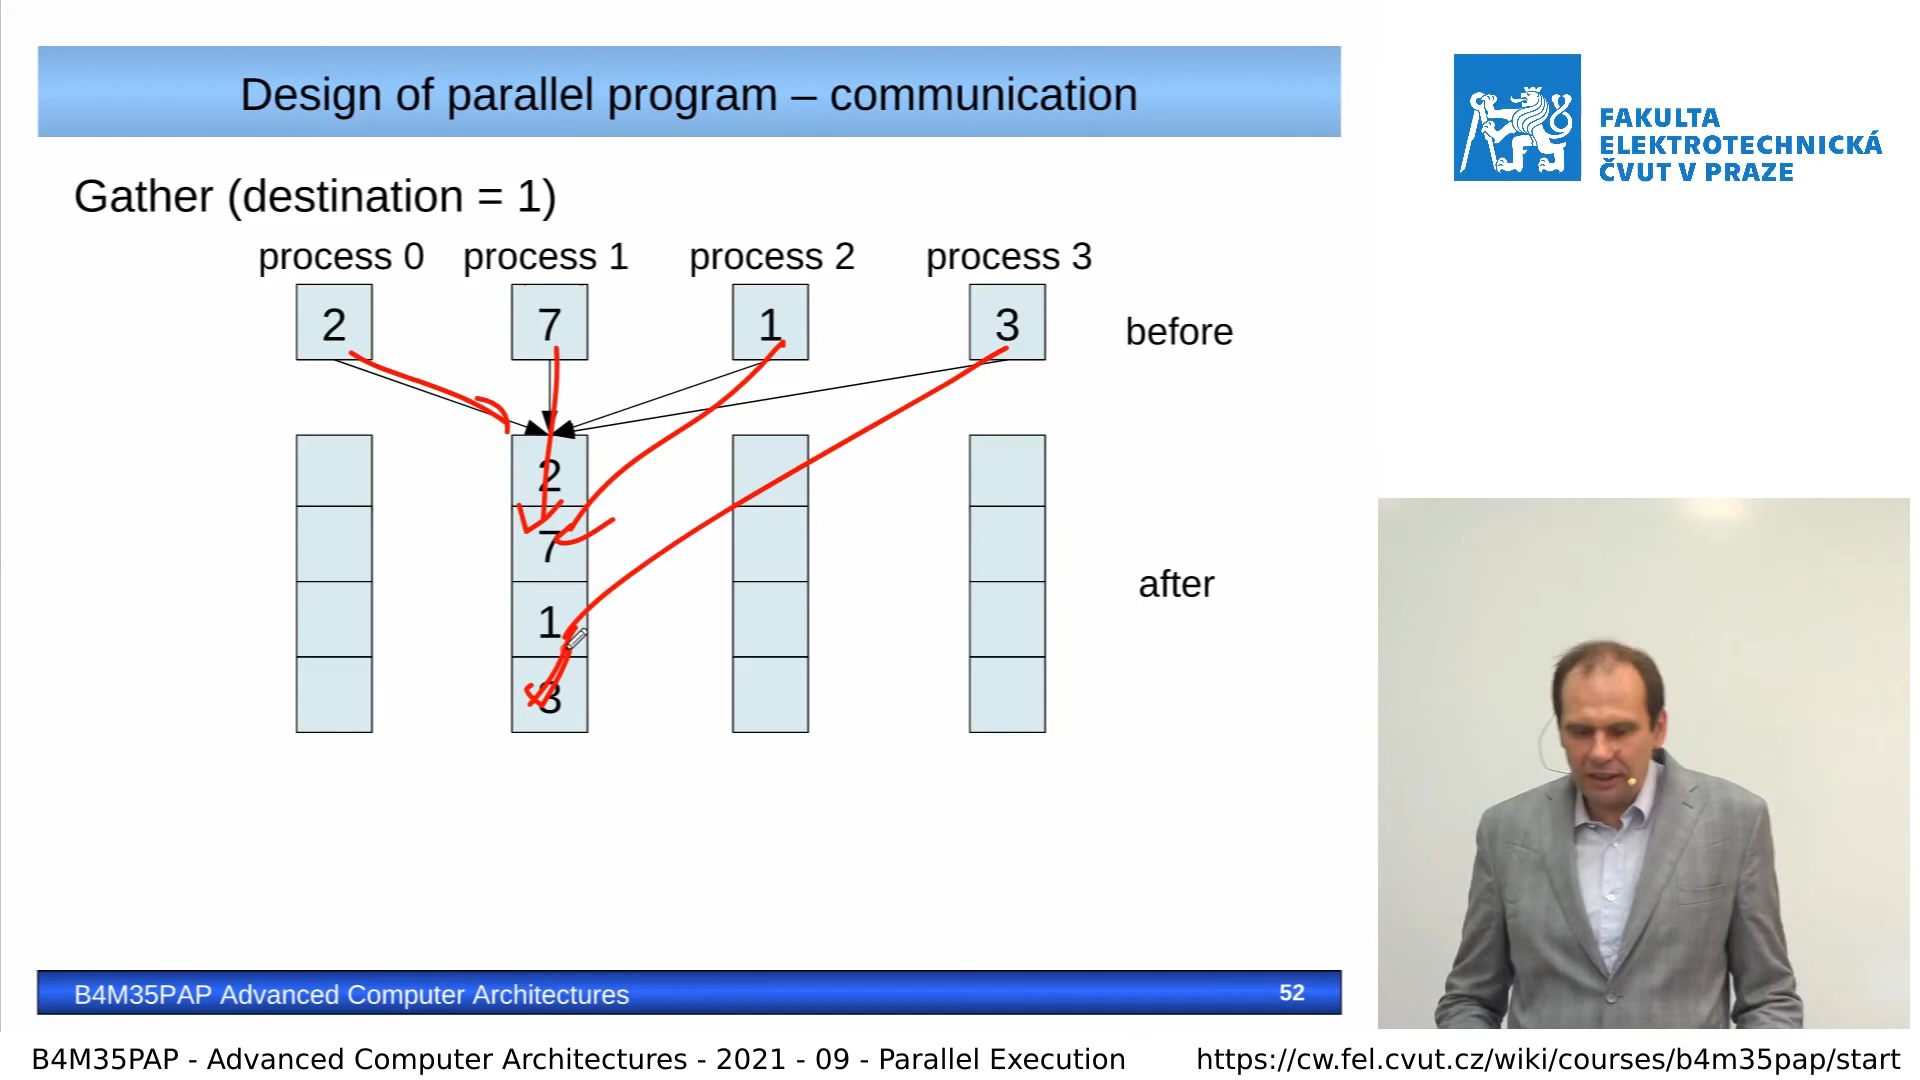 Design of parallel program – communication
FAKULTA
ELEKTROTECHNICKÁ
ČVUT V PRAZE
Gather (destination = 1)
process 0 process 1 process 2 process 3
2 7 1 3 before
2
7
after
1
3
B4M35PAP Advanced Computer Architectures 52
B4M35PAP - Advanced Computer Architectures - 2021 - 09 - Parallel Execution https://cw.fel.cvut.cz/wiki/courses/b4m35pap/start